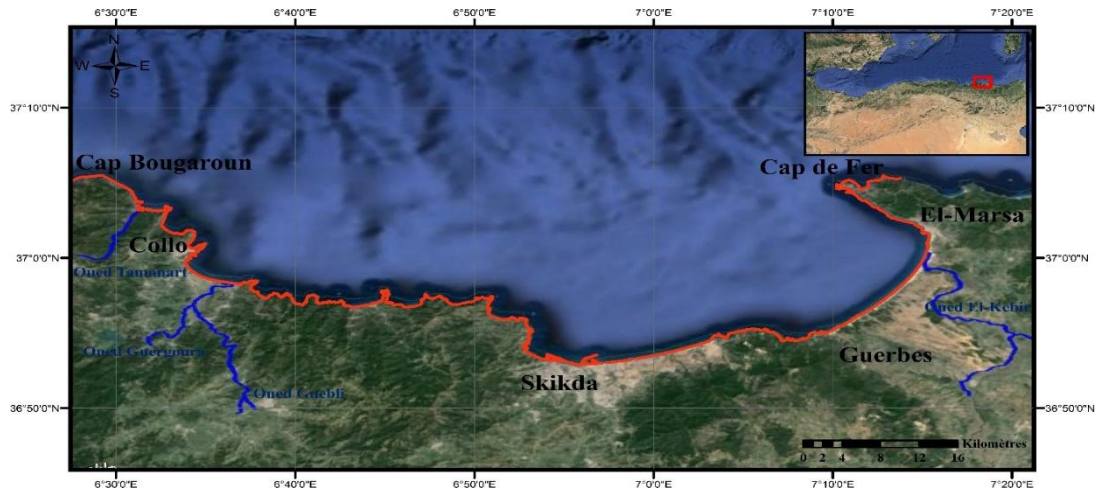 6°30'0"E 6°40'0"E 6°50'0"E 7°0'0"E 7°10'0"E 7°20'0"E
N
W E
S
37°10'0"N 37°10'0"N
Cap Bougaroun
Cap de Fer
El-Marsa
Collo
37°0'0"N 37°0'0"N
Oued Tamanart
Oued El-Kebir
Oued Guergoura
Guerbes
Skikda
Oued Guebli
36°50'0"N 36°50'0"N
Kilomètres
0 2 4 8 12 16
6°30'0"E 6°40'0"E 6°50'0"E 7°0'0"E 7°10'0"E 7°20'0"E